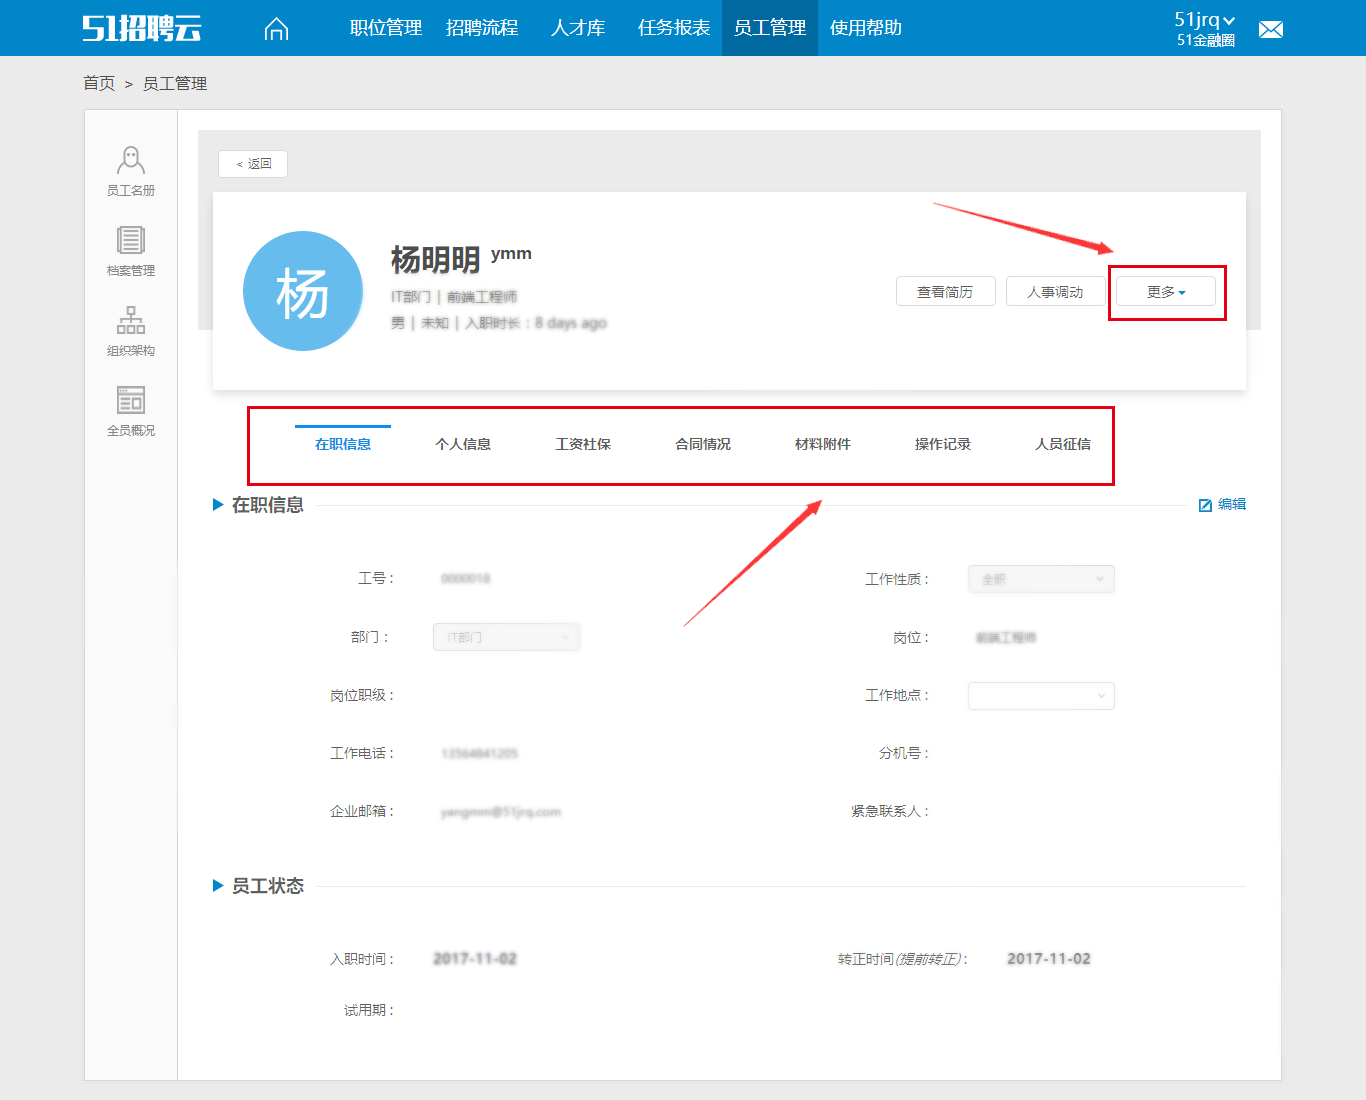 51招聘云
职位管理 招聘流程 人才库 任务报表 员工管理 使用帮助
51jrq
51金融圈
首页 > 员工管理
员工名册
档案管理
组织架构
全员概况
< 返回
杨
杨明明 ymm
IT部门 | 前端工程师
男 | 未知 | 入职时长：8 days ago
查看简历 人事调动 更多
在职信息 个人信息 工资社保 合同情况 材料附件 操作记录 人员征信
在职信息 编辑
工号： 0000018 工作性质： 全职
部门： IT部门 岗位： 前端工程师
岗位职级： 工作地点：
工作电话： 13564841205 分机号：
企业邮箱： yangmm@51jrq.com 紧急联系人：
员工状态
入职时间： 2017-11-02 转正时间(提前转正)： 2017-11-02
试用期：